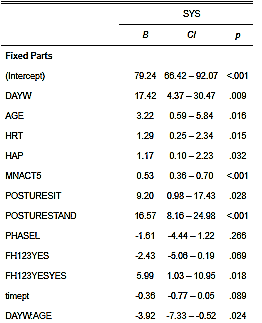 SYS
B CI p
Fixed Parts
(Intercept) 79.24 66.42 – 92.07 <.001
DAYW 17.42 4.37 – 30.47 .009
AGE 3.22 0.59 – 5.84 .016
HRT 1.29 0.25 – 2.34 .015
HAP 1.17 0.10 – 2.23 .032
MNACT5 0.53 0.36 – 0.70 <.001
POSTURESIT 9.20 0.98 – 17.43 .028
POSTURESTAND 16.57 8.16 – 24.98 <.001
PHASEL -1.61 -4.44 – 1.22 .266
FH123YES -2.43 -5.06 – 0.19 .069
FH123YESYES 5.99 1.03 – 10.95 .018
timept -0.36 -0.77 – 0.05 .089
DAYW:AGE -3.92 -7.33 – -0.52 .024